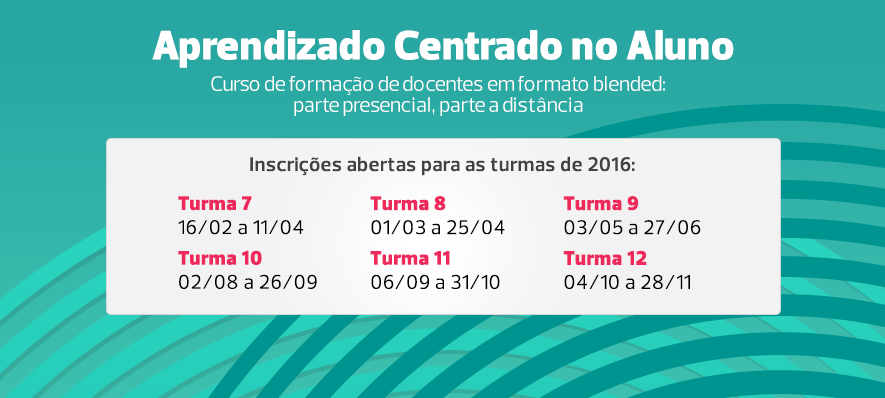 Aprendizado Centrado no Aluno
Curso de formação de docentes em formato blended:
parte presencial, parte a distância
Inscrições abertas para as turmas de 2016:
Turma 7 Turma 8 Turma 9
16/02 a 11/04 01/03 a 25/04 03/05 a 27/06
Turma 10 Turma 11 Turma 12
02/08 a 26/09 06/09 a 31/10 04/10 a 28/11